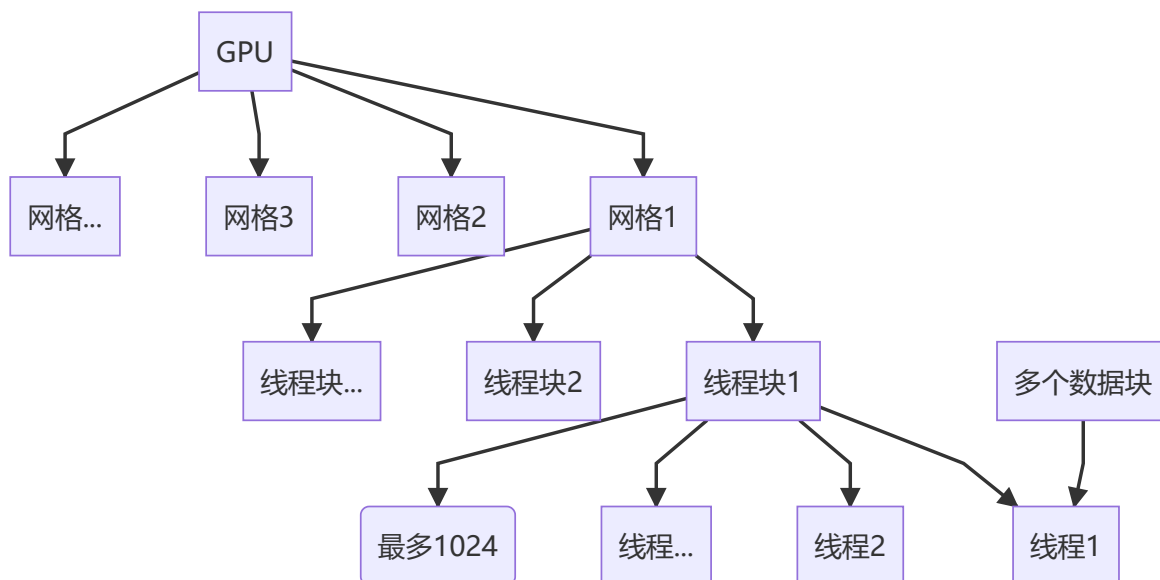 GPU
网格...
网格3
网格2
网格1
线程块...
线程块2
线程块1
多个数据块
最多1024
线程...
线程2
线程1